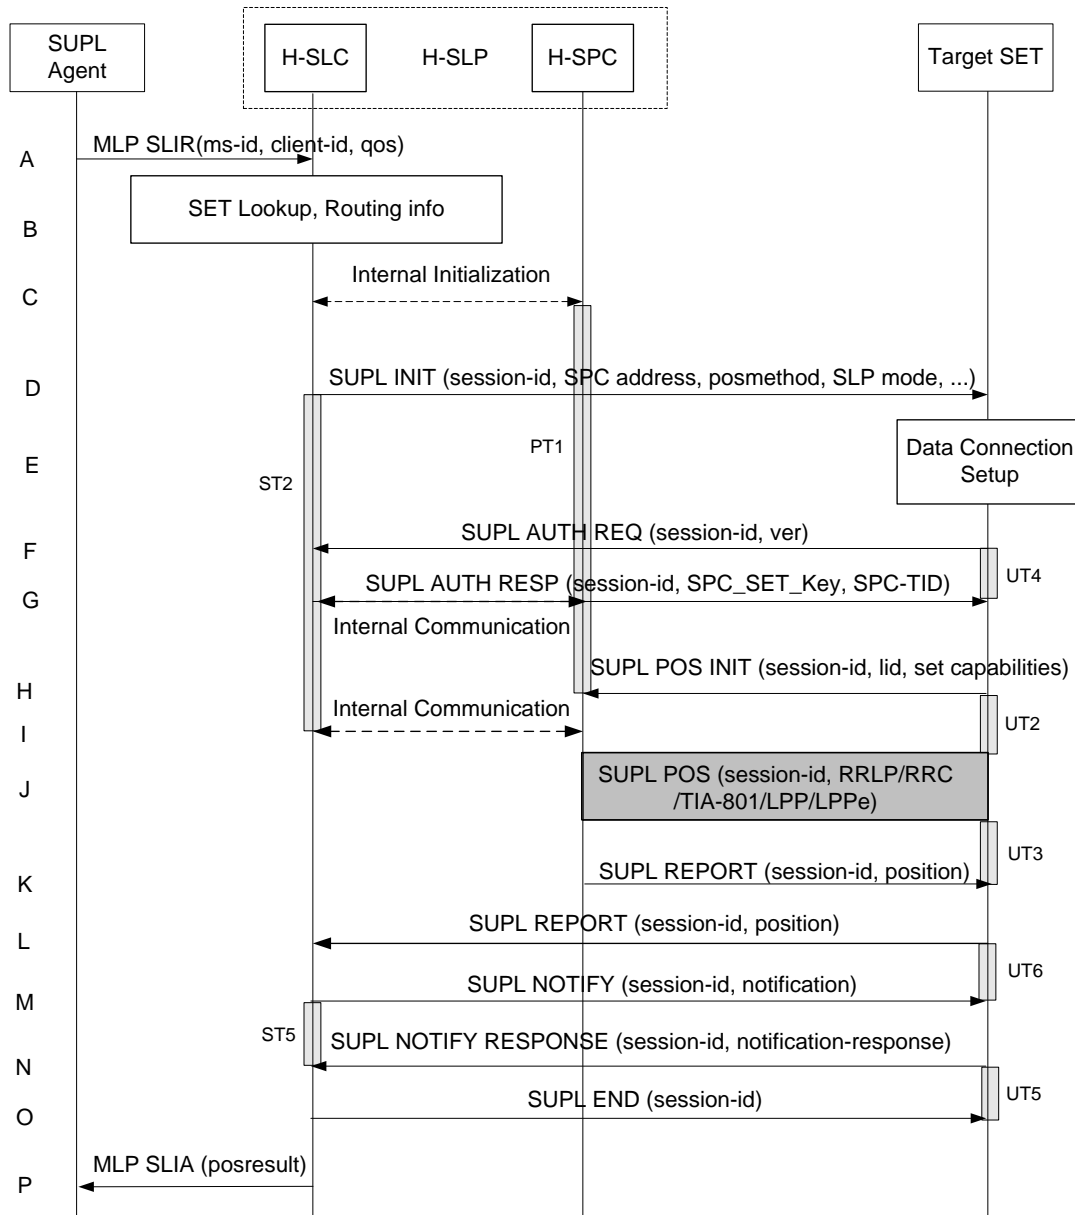 SUPL
Agent
H-SLC
H-SLP
H-SPC
Target SET
A
MLP SLIR(ms-id, client-id, qos)
B
SET Lookup, Routing info
C
Internal Initialization
D
SUPL INIT (session-id, SPC address, posmethod, SLP mode, ...)
E
ST2
PT1
Data Connection
Setup
F
SUPL AUTH REQ (session-id, ver)
UT4
G
SUPL AUTH RESP (session-id, SPC_SET_Key, SPC-TID)
Internal Communication
H
SUPL POS INIT (session-id, lid, set capabilities)
I
Internal Communication
UT2
J
SUPL POS (session-id, RRLP/RRC
/TIA-801/LPP/LPPe)
UT3
K
SUPL REPORT (session-id, position)
L
SUPL REPORT (session-id, position)
UT6
M
SUPL NOTIFY (session-id, notification)
ST5
N
SUPL NOTIFY RESPONSE (session-id, notification-response)
UT5
O
SUPL END (session-id)
P
MLP SLIA (posresult)